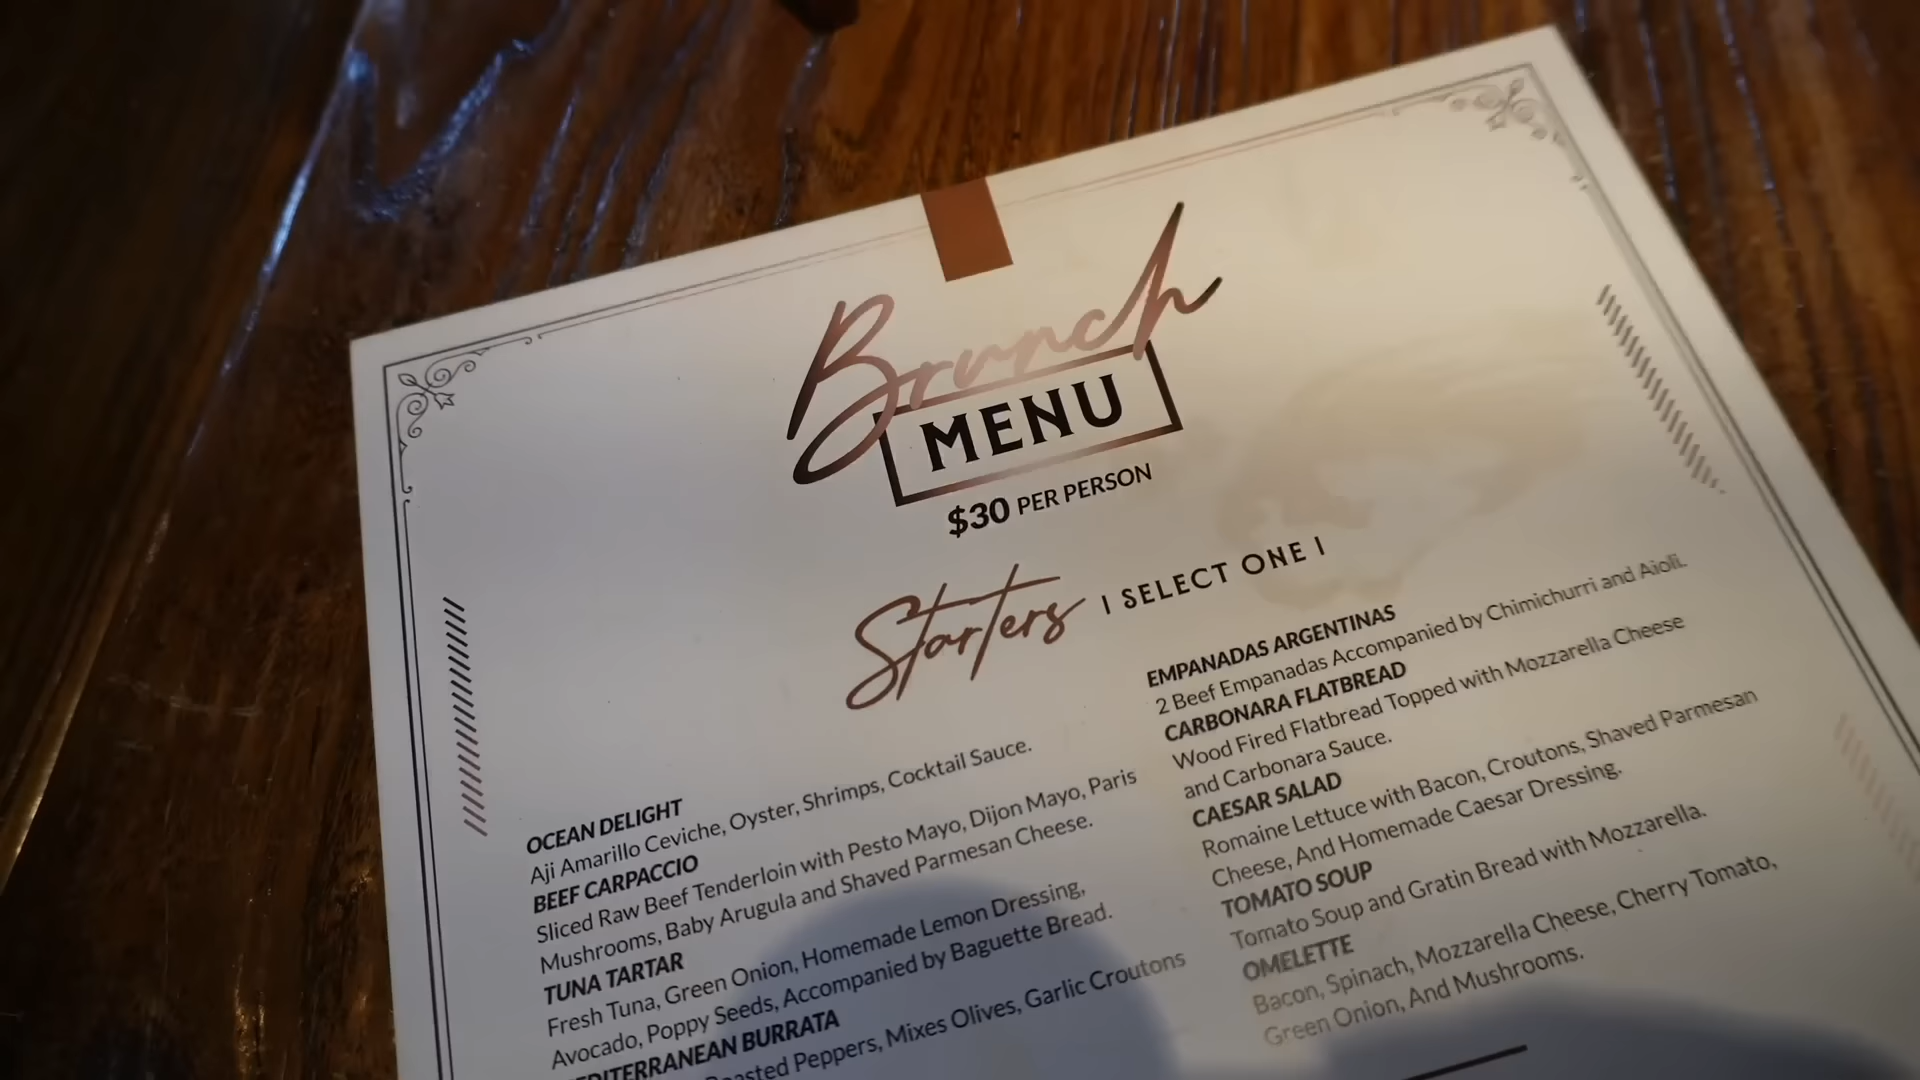 Brunch
MENU
$30 PER PERSON
Starters | SELECT ONE |
OCEAN DELIGHT
Aji Amarillo Ceviche, Oyster, Shrimps, Cocktail Sauce.
BEEF CARPACCIO
Sliced Raw Beef Tenderloin with Pesto Mayo, Dijon Mayo, Paris
Mushrooms, Baby Arugula and Shaved Parmesan Cheese.
TUNA TARTAR
Fresh Tuna, Green Onion, Homemade Lemon Dressing,
Avocado, Poppy Seeds, Accompanied by Baguette Bread.
BURRATA
Peppers, Mixes Olives, Garlic Croutons
EMPANADAS ARGENTINAS
2 Beef Empanadas Accompanied by Chimichurri and Aioli.
CARBONARA FLATBREAD
Wood Fired Flatbread Topped with Mozzarella Cheese
and Carbonara Sauce.
CAESAR SALAD
Romaine Lettuce with Bacon, Croutons, Shaved Parmesan
Cheese, And Homemade Caesar Dressing.
TOMATO SOUP
Tomato Soup and Gratin Bread with Mozzarella.
OMELETTE
Bacon, Spinach, Mozzarella Cheese, Cherry Tomato,
Green Onion, And Mushrooms.